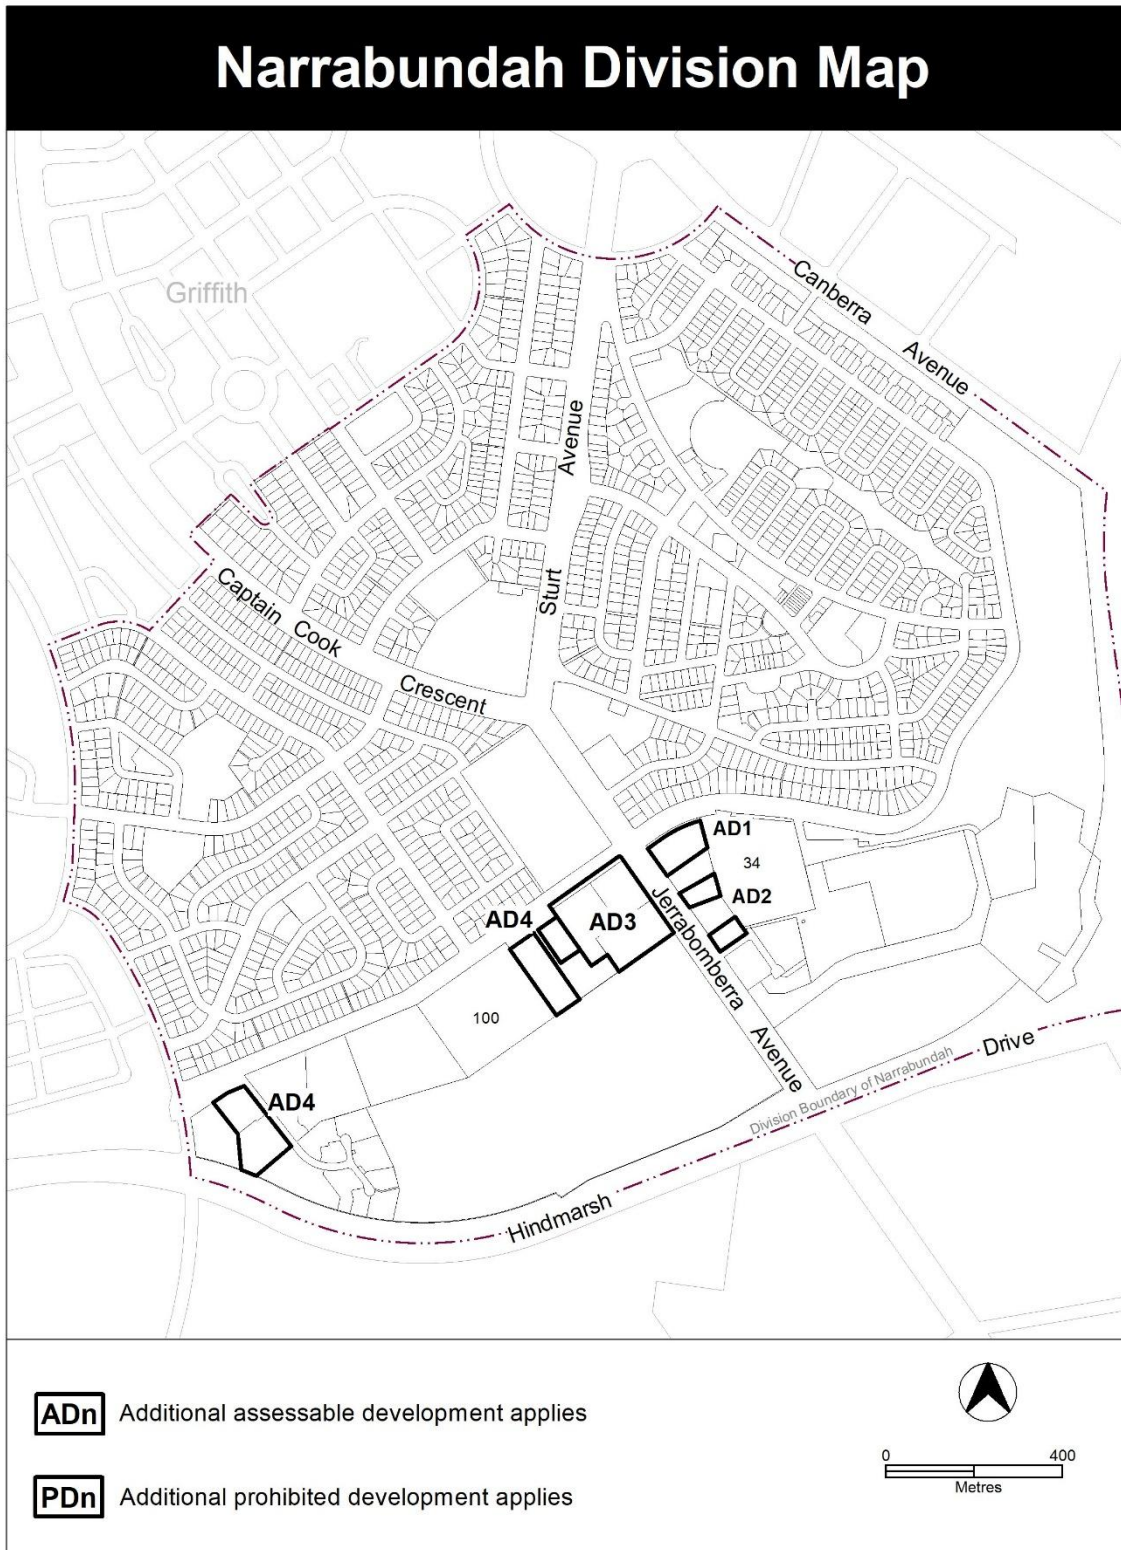 Narrabundah Division Map
Griffith
Canberra
Avenue
Avenue
Sturt
Captain Cook
Crescent
AD1
34
AD2
AD4
AD3
Jerrabomberra
Avenue
100
AD4
Drive
Division Boundary of Narrabundah
Hindmarsh
ADn Additional assessable development applies
PDn Additional prohibited development applies
0 400
Metres